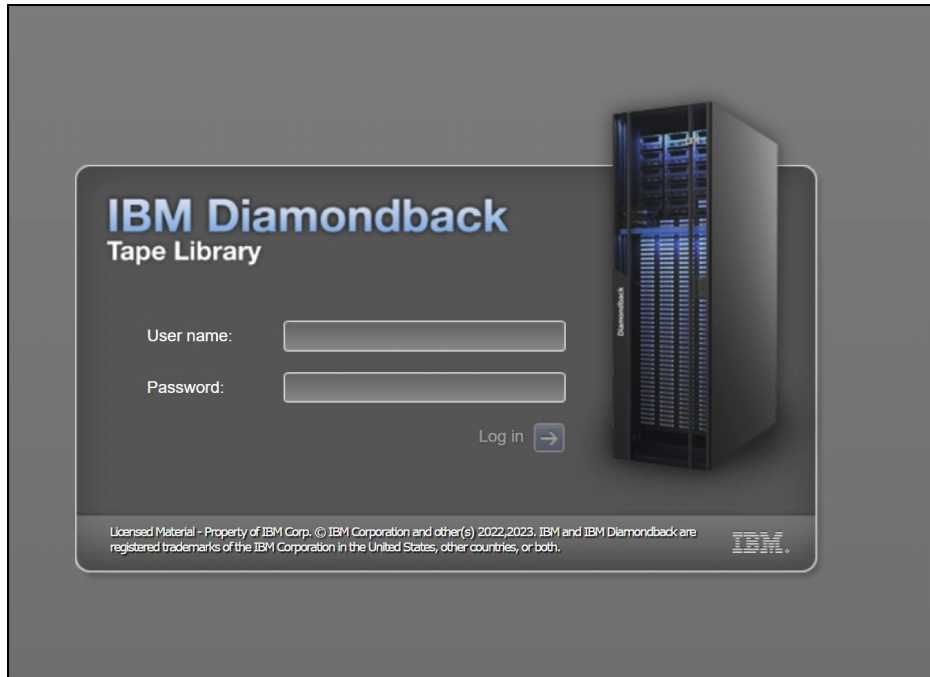 IBM Diamondback
Tape Library
User name:
Password:
Log in
Diamondback
Licensed Material - Property of IBM Corp. © IBM Corporation and other(s) 2022,2023. IBM and IBM Diamondback are
registered trademarks of the IBM Corporation in the United States, other countries, or both.
IBM.